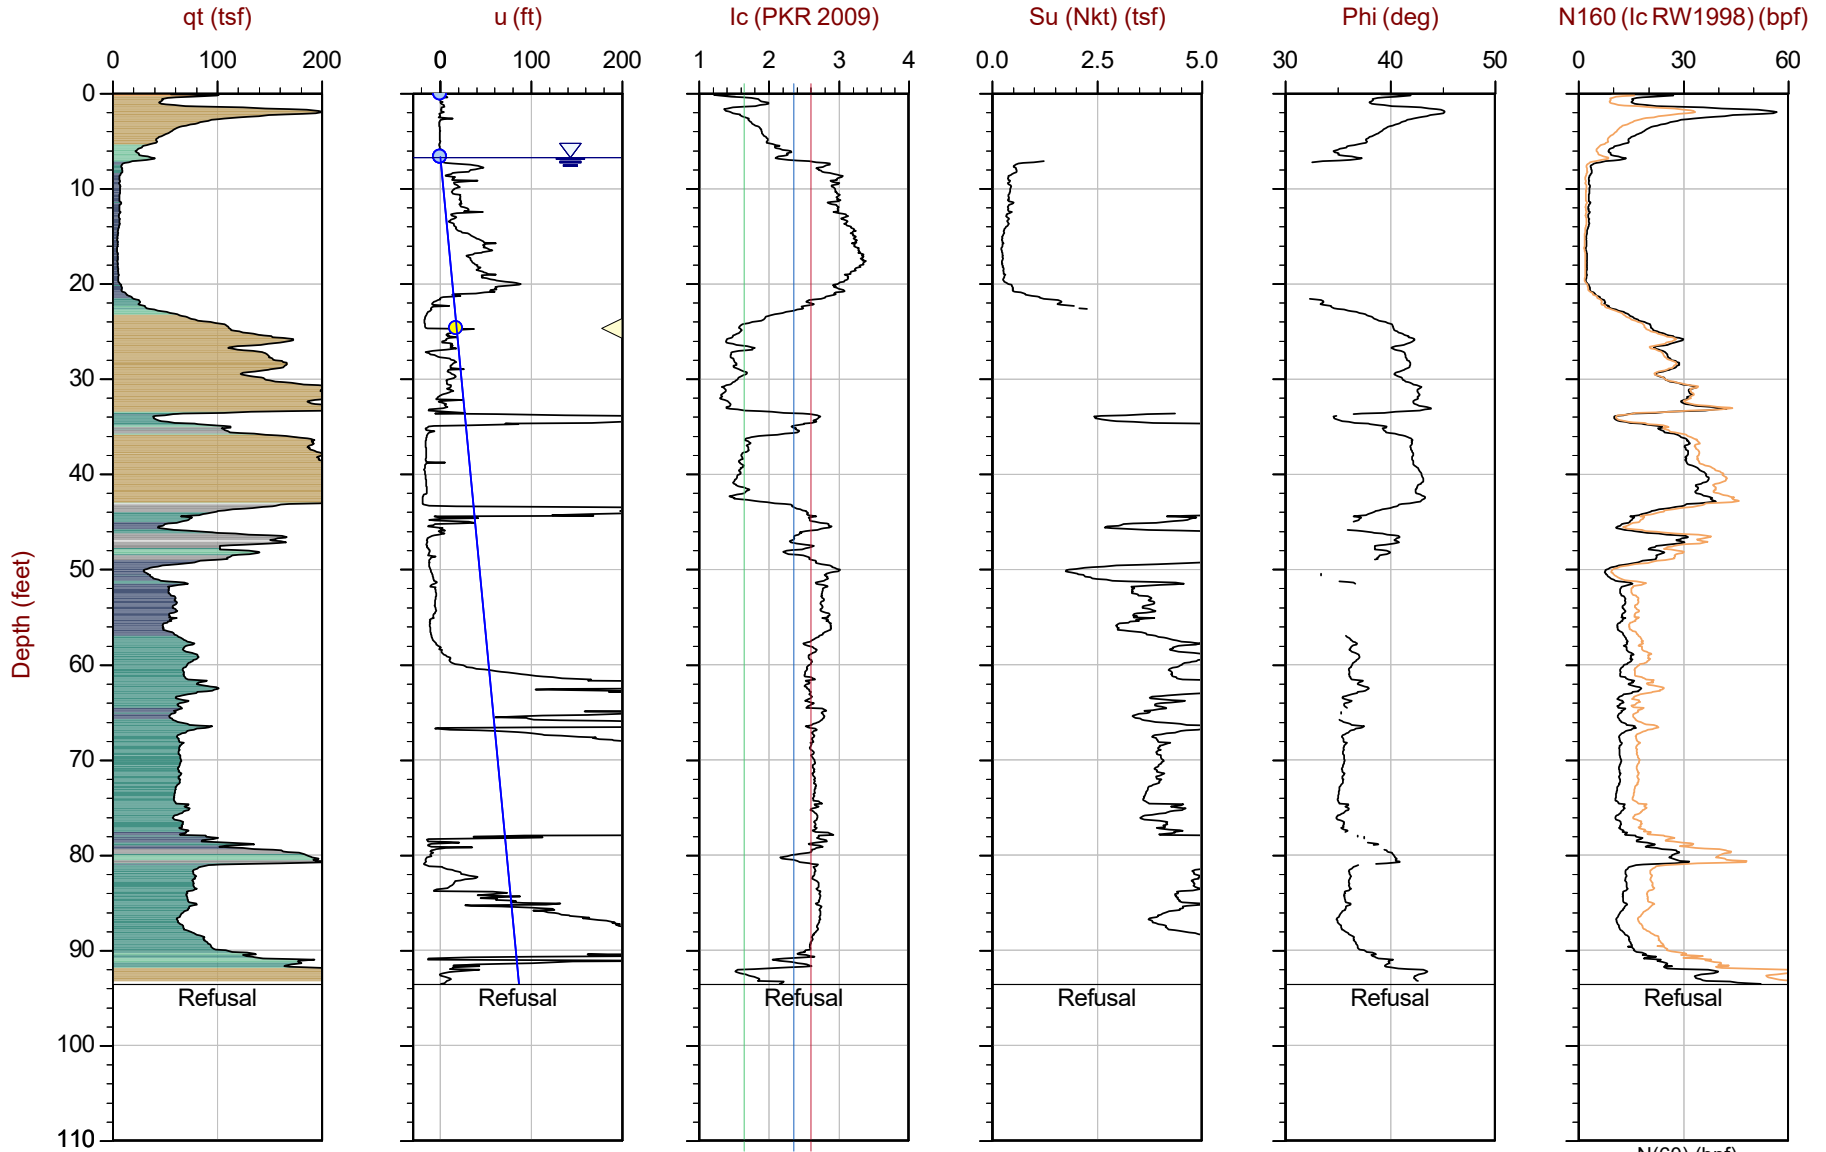 qt (tsf) u (ft) Ic (PKR 2009) Su (Nkt) (tsf) Phi (deg) N160 (Ic RW1998) (bpf)
0 100 200 0 100 200 1 2 3 4 0.0 2.5 5.0 30 40 50 0 30 60
0
10
20
30
40
50
60
70
80
90
100
110
Depth (feet)
Refusal Refusal Refusal Refusal Refusal Refusal
N(60) (bpf)